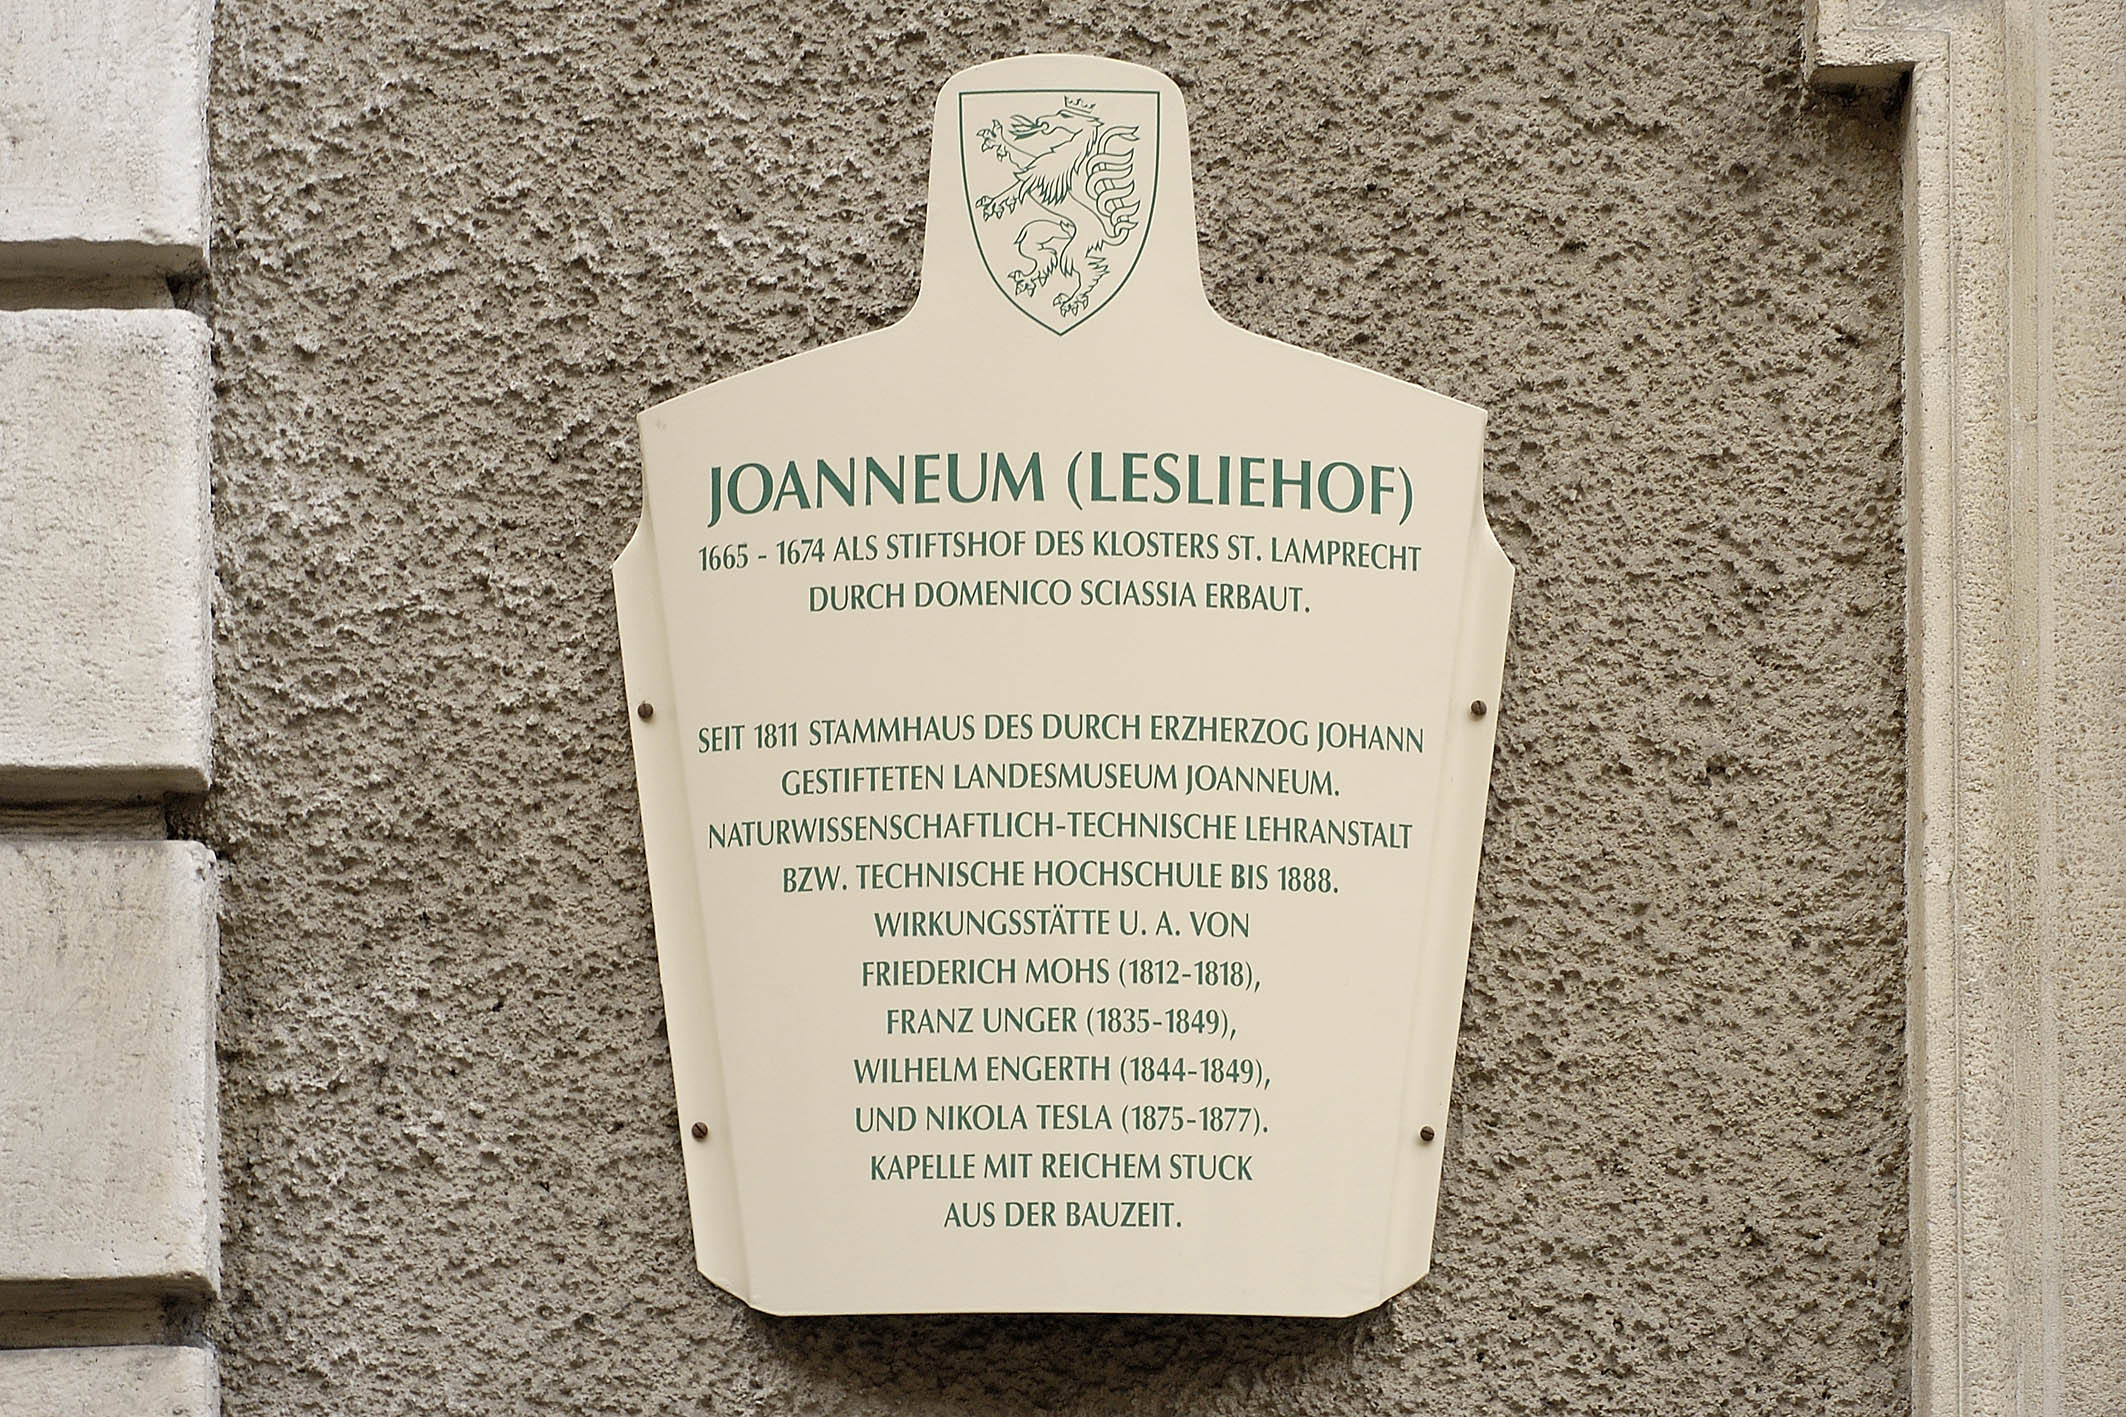 JOANNEUM (LESLIEHOF)
1665 - 1674 ALS STIFTSHOF DES KLOSTERS ST. LAMPRECHT
DURCH DOMENICO SCIASSIA ERBAUT.
SEIT 1811 STAMMHAUS DES DURCH ERZHERZOG JOHANN
GESTIFTETEN LANDESMUSEUM JOANNEUM.
NATURWISSENSCHAFTLICH-TECHNISCHE LEHRANSTALT
BZW. TECHNISCHE HOCHSCHULE BIS 1888.
WIRKUNGSSTÄTTE U. A. VON
FRIEDERICH MOHS (1812-1818),
FRANZ UNGER (1835-1849),
WILHELM ENGERTH (1844-1849),
UND NIKOLA TESLA (1875-1877).
KAPELLE MIT REICHEM STUCK
AUS DER BAUZEIT.